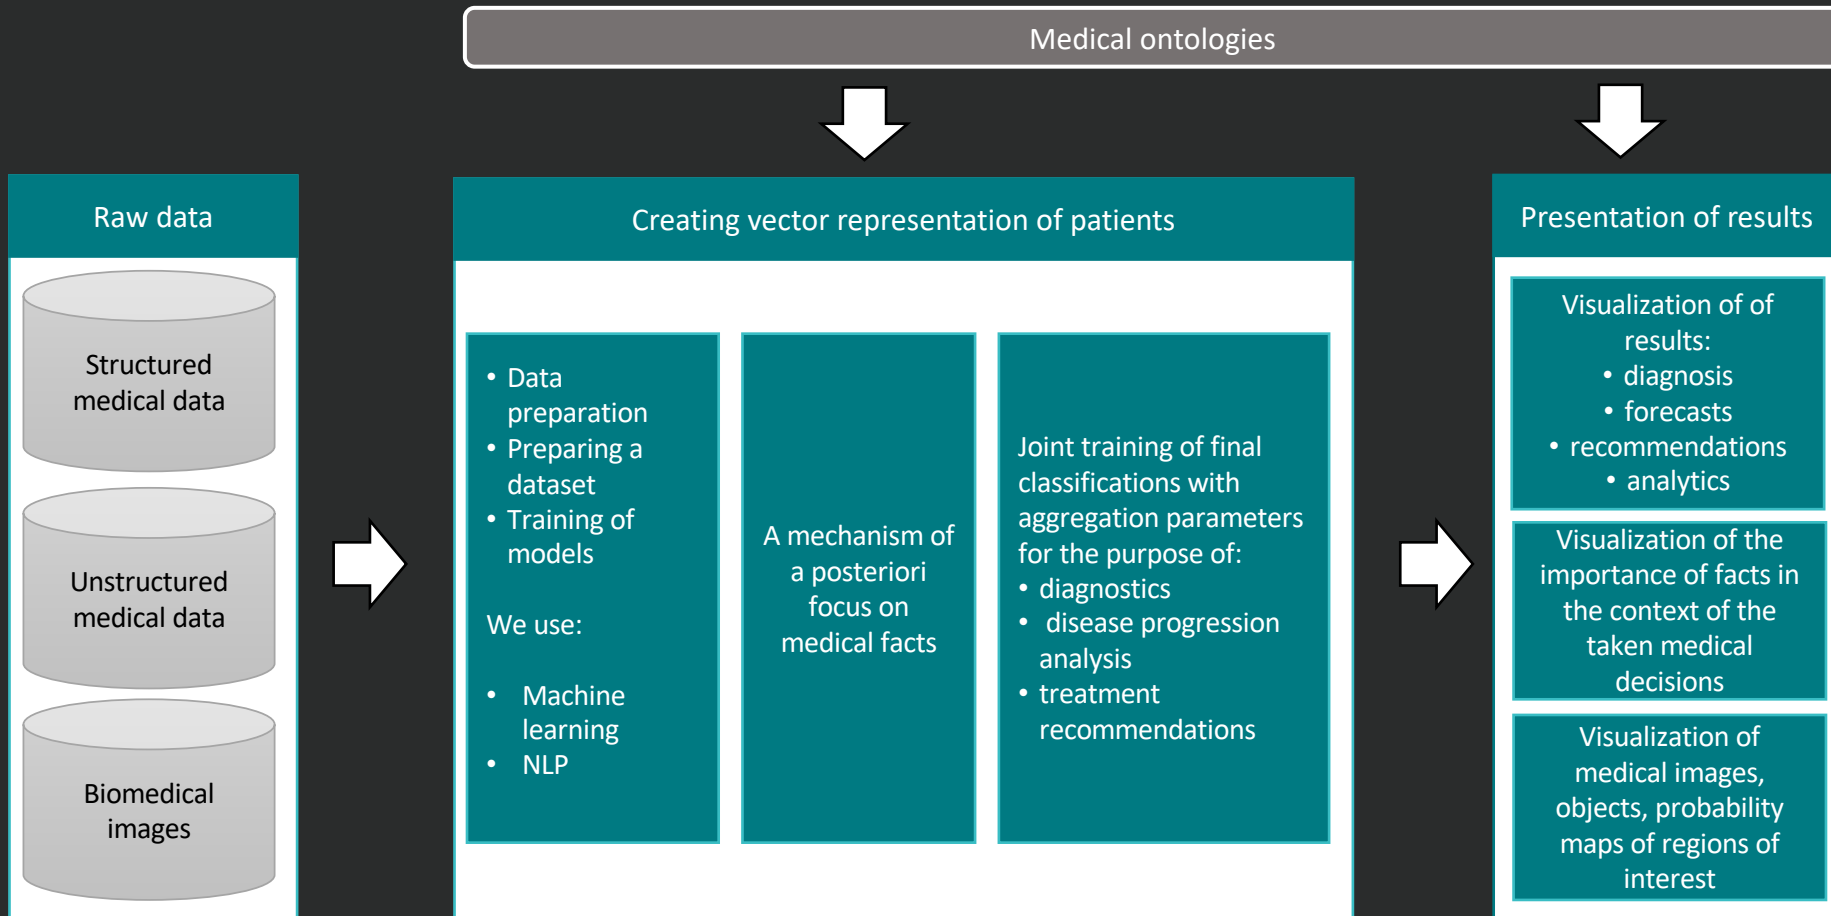 Medical ontologies
Raw data
Structured
medical data
Unstructured
medical data
Biomedical
images
Creating vector representation of patients
• Data
preparation
• Preparing a
dataset
• Training of
models
We use:
• Machine
learning
• NLP
A mechanism of
a posteriori
focus on
medical facts
Joint training of final
classifications with
aggregation parameters
for the purpose of:
• diagnostics
• disease progression
analysis
• treatment
recommendations
Presentation of results
Visualization of of
results:
• diagnosis
• forecasts
• recommendations
• analytics
Visualization of the
importance of facts in
the context of the
taken medical
decisions
Visualization of
medical images,
objects, probability
maps of regions of
interest